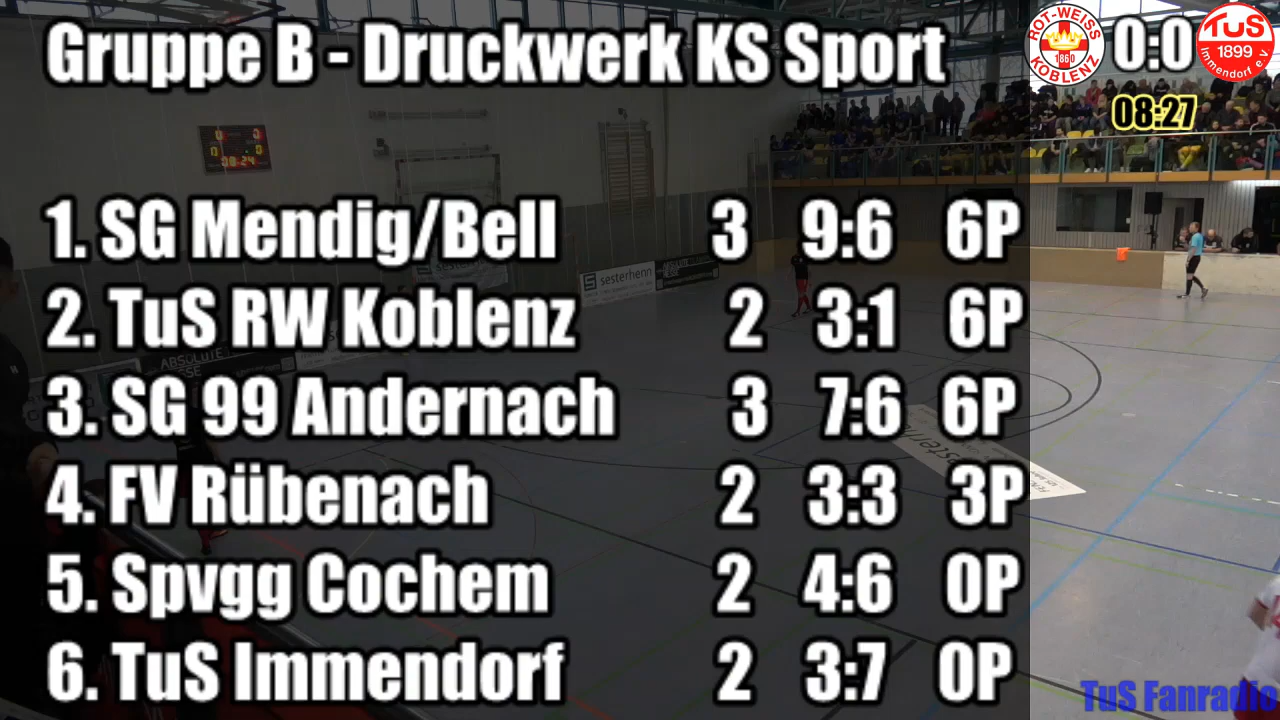 Gruppe B - Druckwerk KS Sport
ROT-WEISS KOBLENZ 1860
0:0
TuS 1899 Immendorf e.V.
08:27
1. SG Mendig/Bell 3 9:6 6P
2. TuS RW Koblenz 2 3:1 6P
sesterhenn
3. SG 99 Andernach 3 7:6 6P
4. FV Rübenach 2 3:3 3P
5. Spvgg Cochem 2 4:6 0P
6. TuS Immendorf 2 3:7 0P
TuS Fanradio